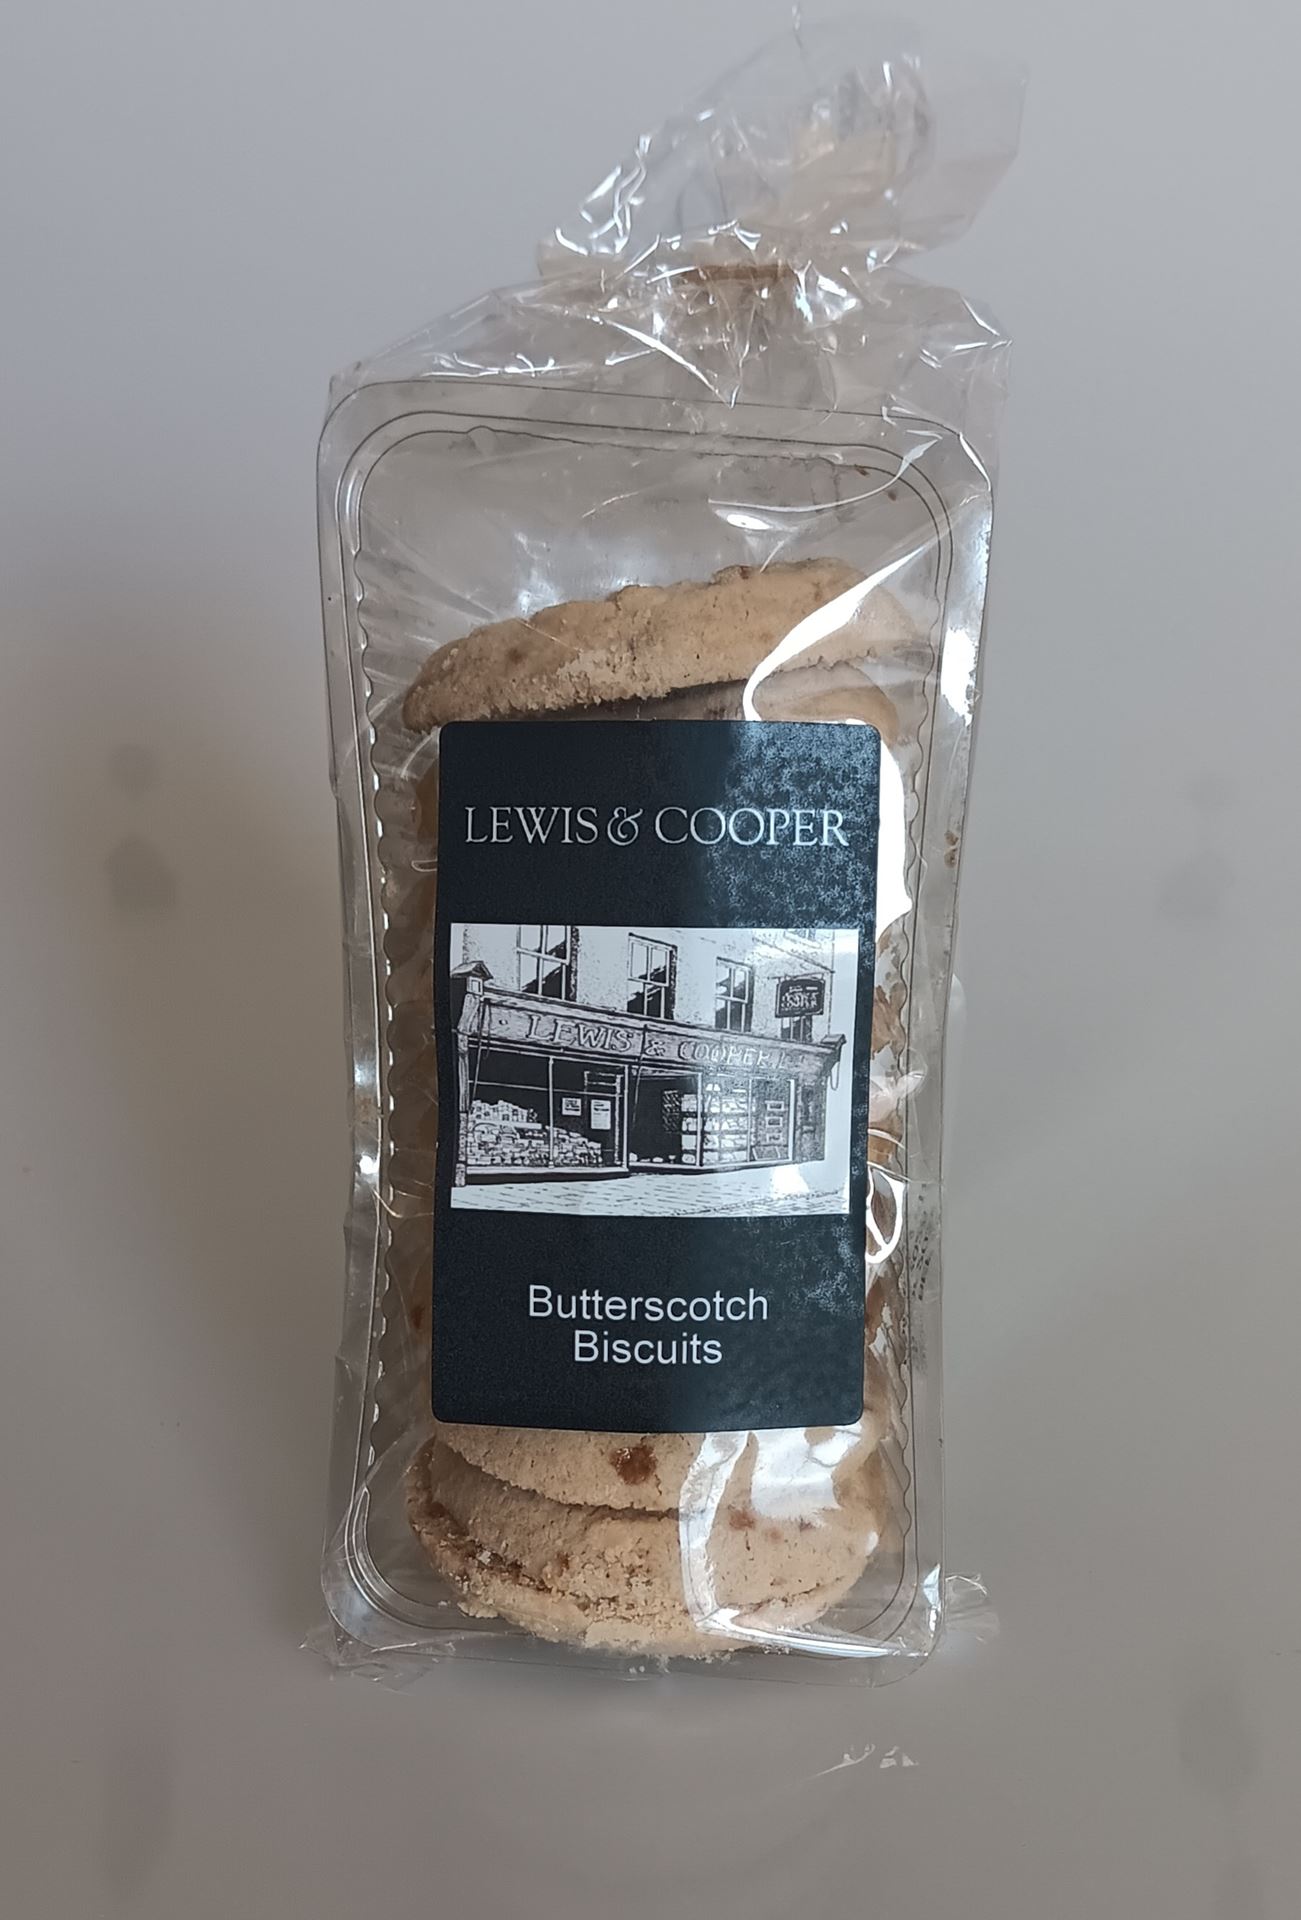 LEWIS & COOPER
LEWIS & COOPER
Butterscotch
Biscuits